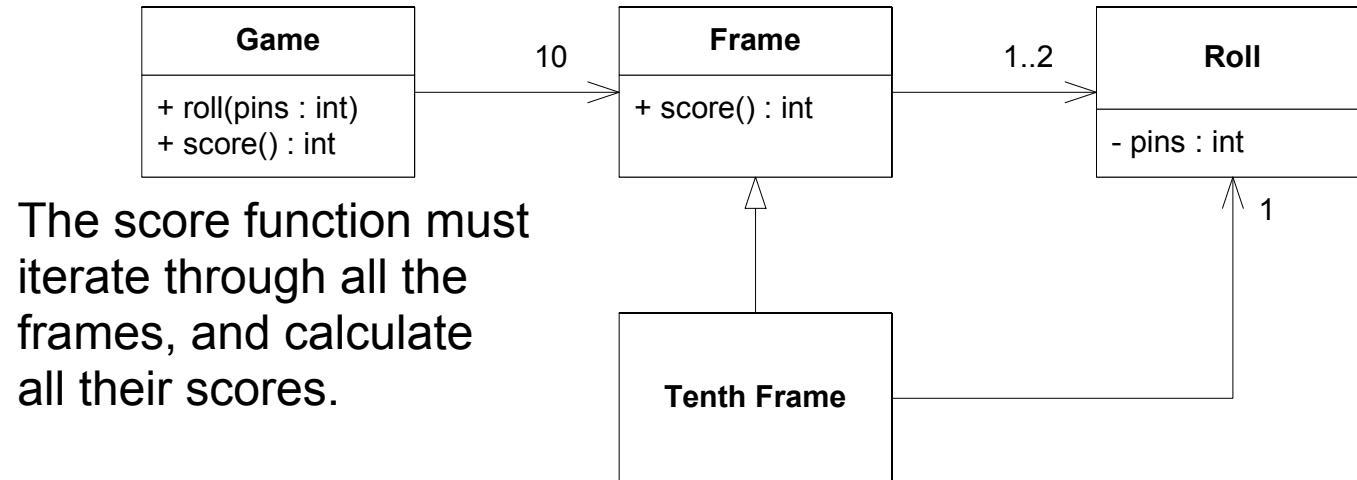 Game
10
Frame
1..2
Roll
+ roll(pins : int)
+ score() : int
+ score() : int
- pins : int
The score function must
iterate through all the
frames, and calculate
all their scores.
1
Tenth Frame